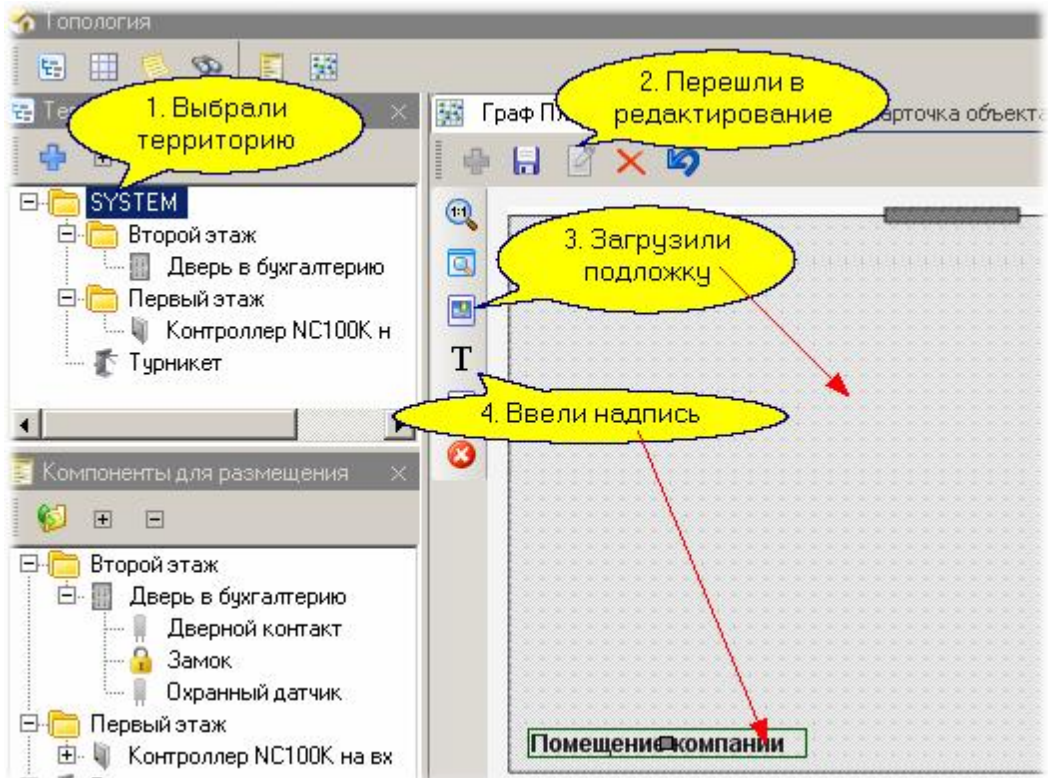 Топология
1. Выбрали
территорию
2. Перешли в
редактирование
Граф
арточка объекта
SYSTEM
Второй этаж
Дверь в бухгалтерию
Первый этаж
Контроллер NC100K н
Турникет
1:1
3. Загрузили
подложку
T
4. Ввели надпись
Компоненты для размещения
Второй этаж
Дверь в бухгалтерию
Дверной контакт
Замок
Охранный датчик
Первый этаж
Контроллер NC100K на вх
Помещение компании